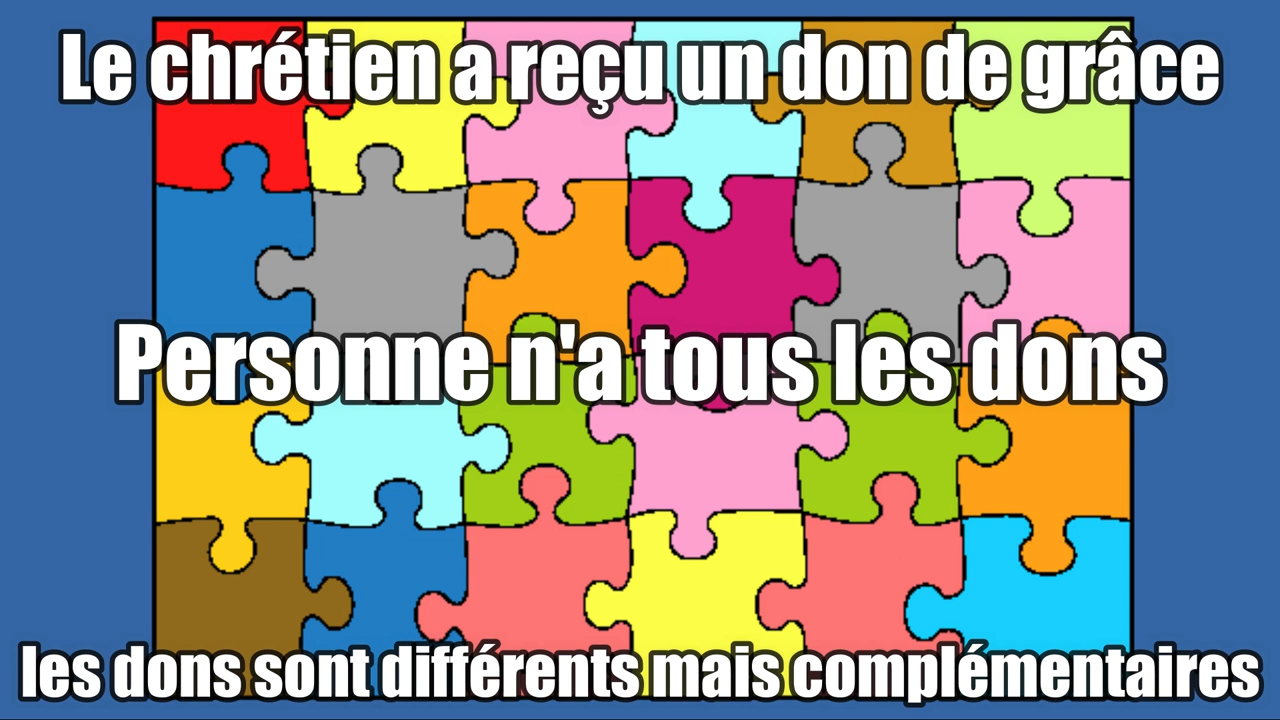 Le chrétien a reçu un don de grâce
Personne n'a tous les dons
les dons sont différents mais complémentaires